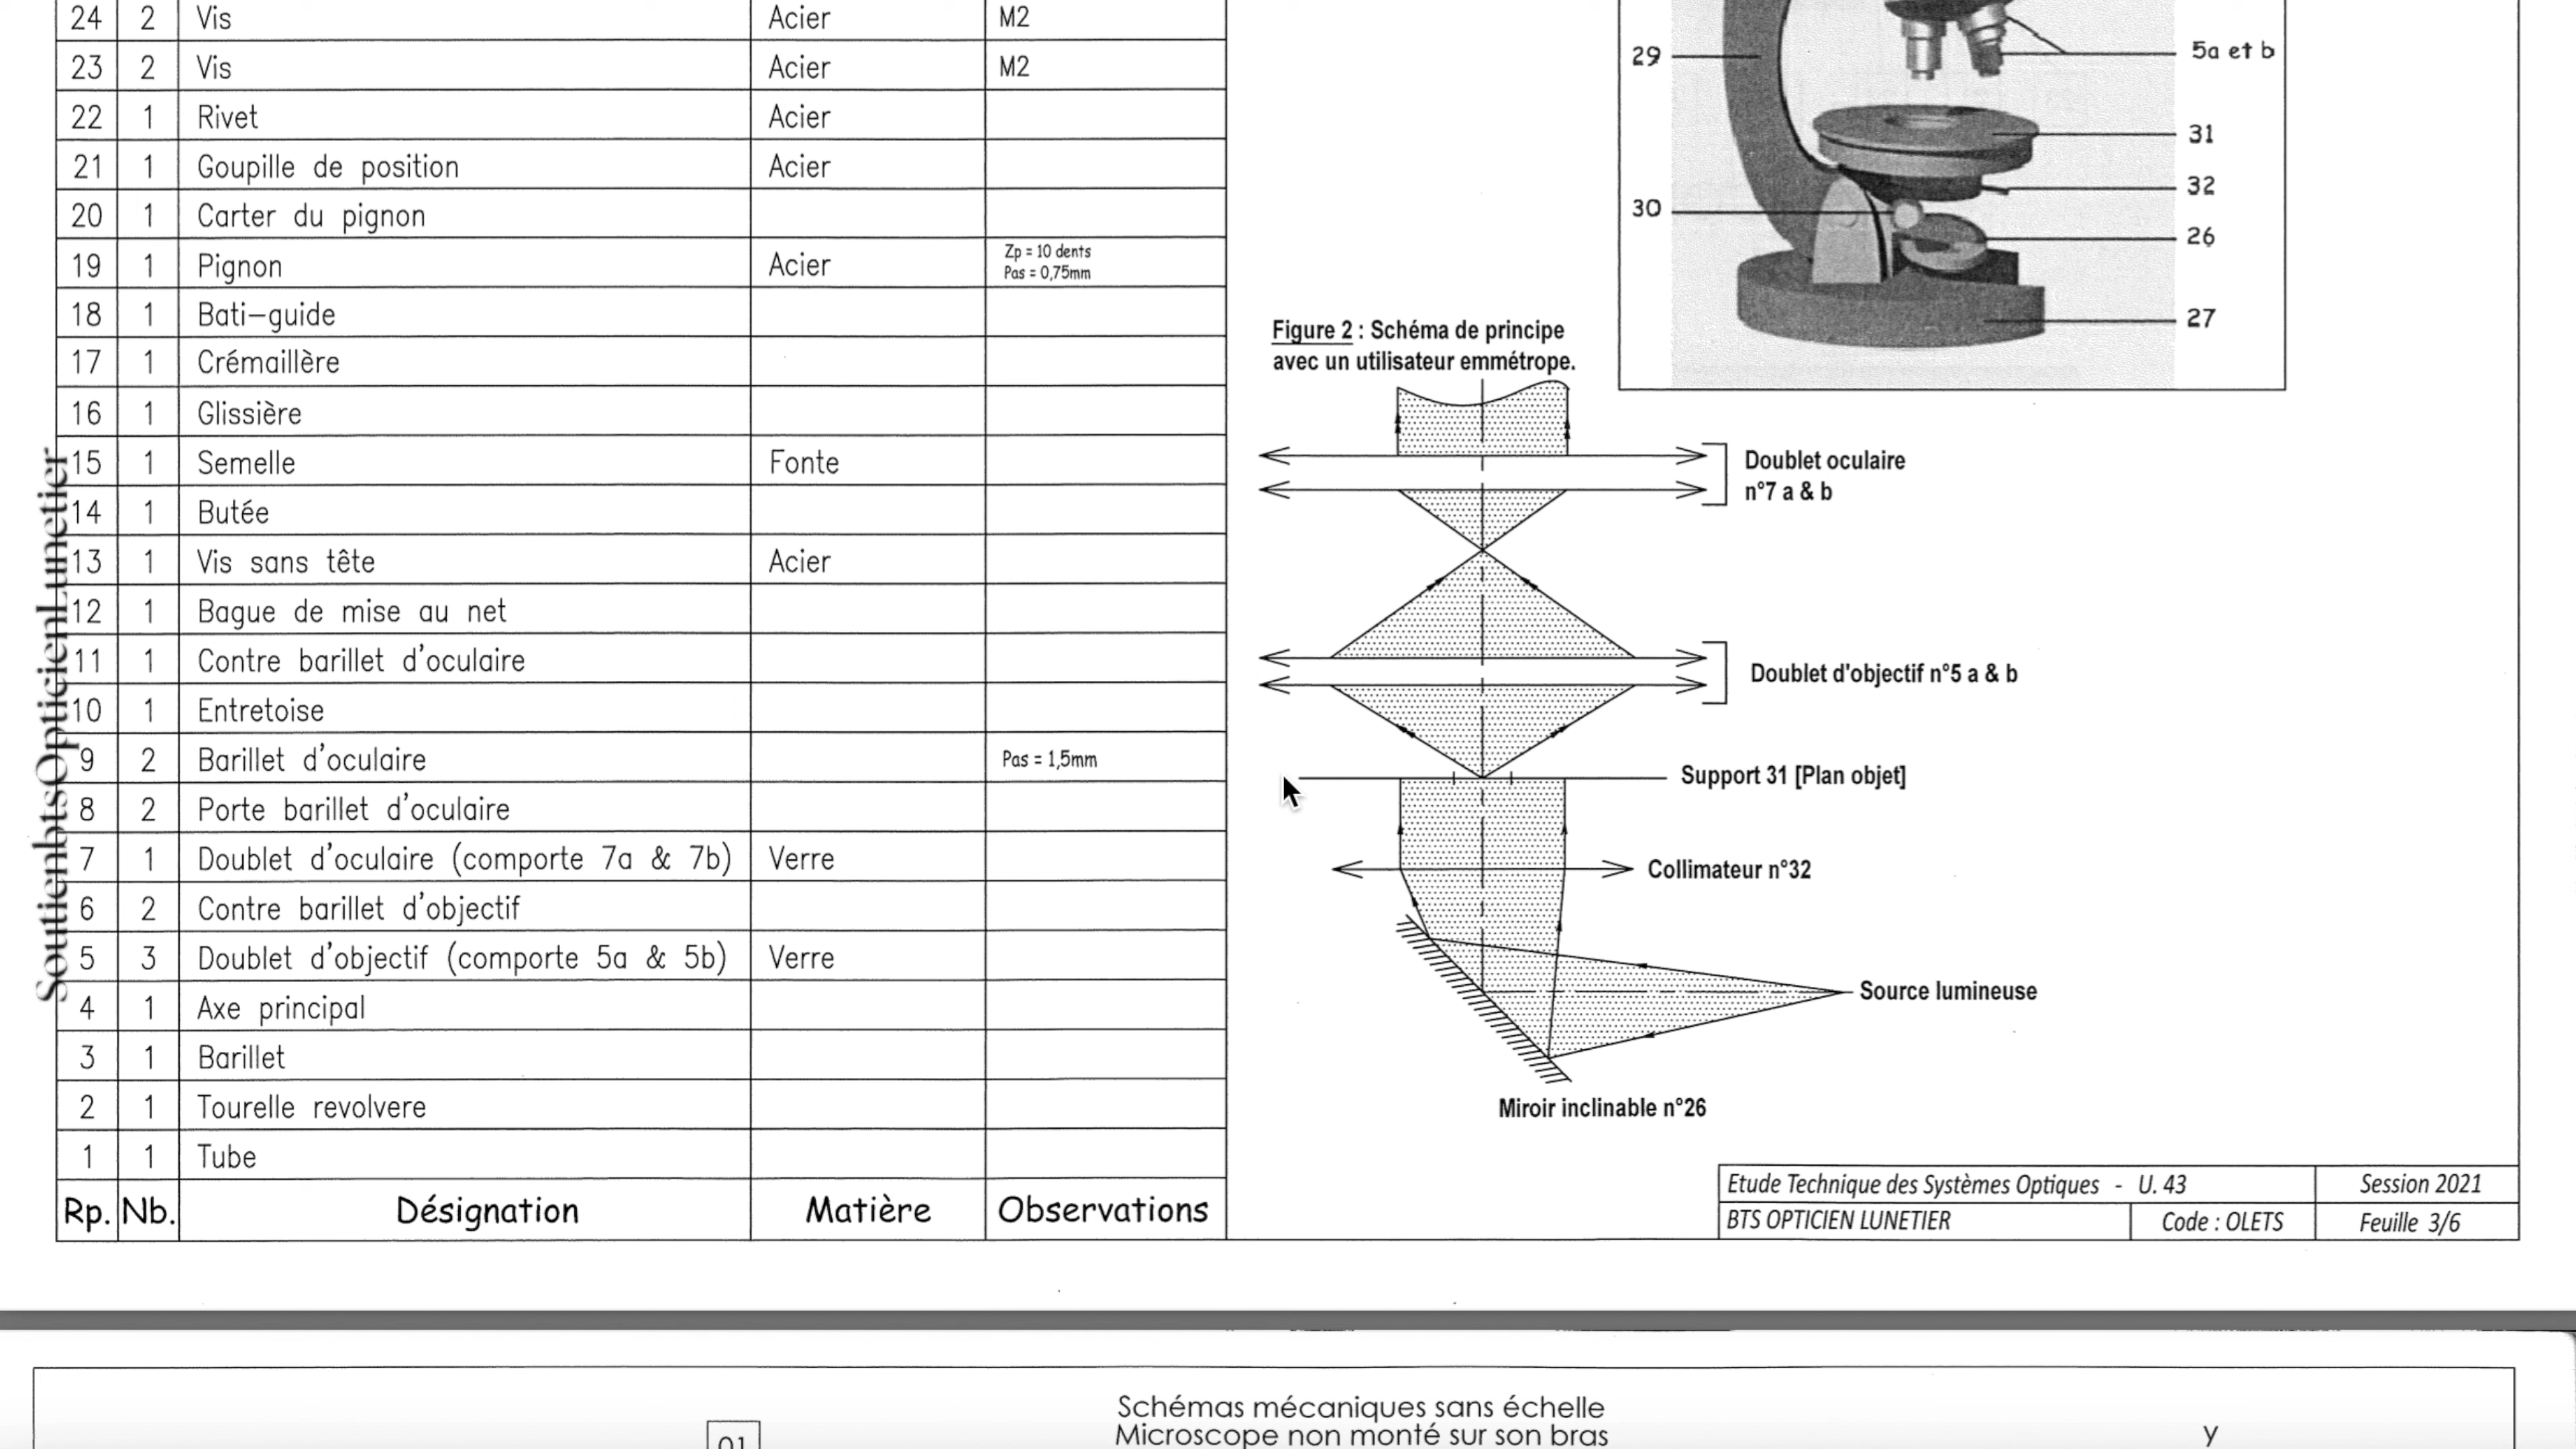 24 2 Vis Acier M2
23 2 Vis Acier M2
22 1 Rivet Acier
21 1 Goupille de position Acier
20 1 Carter du pignon
19 1 Pignon Acier Zp = 10 dents
Pas = 0,75mm
18 1 Bati-guide
17 1 Crémaillère
16 1 Glissière
15 1 Semelle Fonte
14 1 Butée
13 1 Vis sans tête Acier
12 1 Bague de mise au net
11 1 Contre barillet d'oculaire
10 1 Entretoise
9 2 Barillet d'oculaire Pas = 1,5mm
8 2 Porte barillet d'oculaire
7 1 Doublet d'oculaire (comporte 7a & 7b) Verre
6 2 Contre barillet d'objectif
5 3 Doublet d'objectif (comporte 5a & 5b) Verre
4 1 Axe principal
3 1 Barillet
2 1 Tourelle revolvere
1 1 Tube
Rp. Nb. Désignation Matière Observations
SoutienbtsOpticienLunetier
29
30
5a et b
31
32
26
27
Figure 2 : Schéma de principe
avec un utilisateur emmétrope.
Doublet oculaire
n°7 a & b
Doublet d'objectif n°5 a & b
Support 31 [Plan objet]
Collimateur n°32
Source lumineuse
Miroir inclinable n°26
Etude Technique des Systèmes Optiques - U. 43 Session 2021
BTS OPTICIEN LUNETIER Code : OLETS Feuille 3/6
Schémas mécaniques sans échelle
Microscope non monté sur son bras
01
y